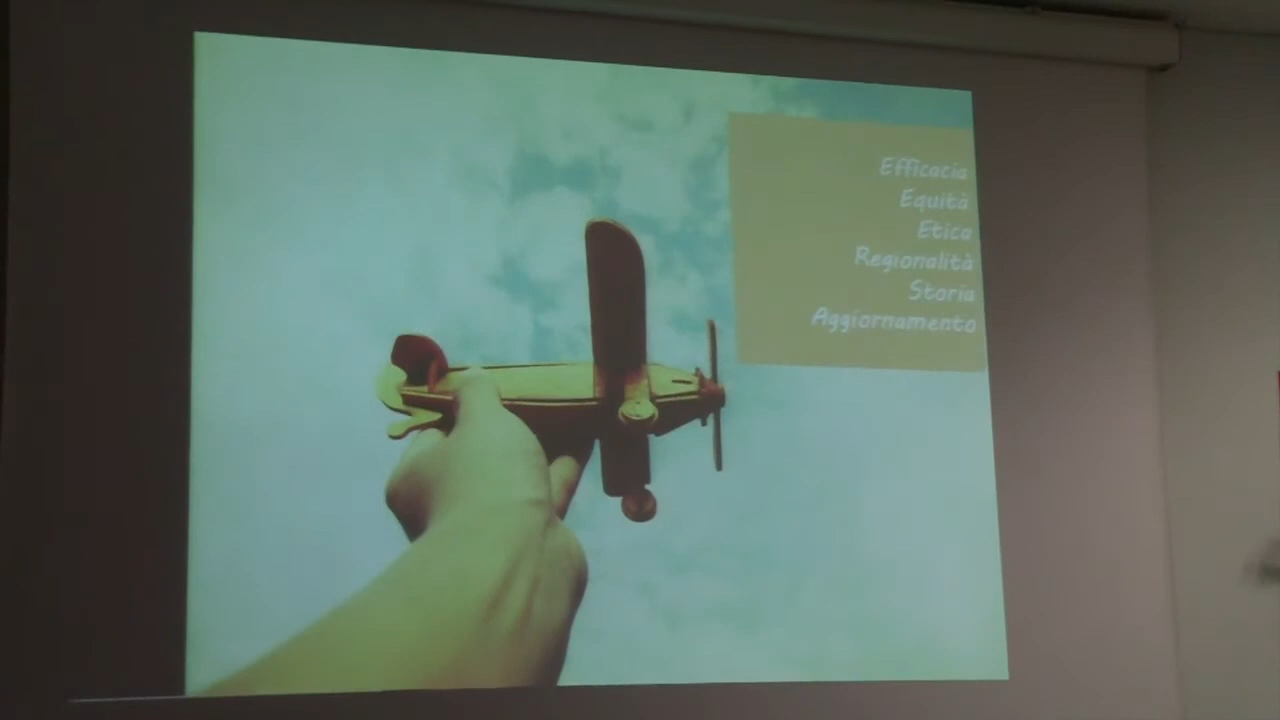 Efficacia
Equità
Etica
Regionalità
Storia
Aggiornamento